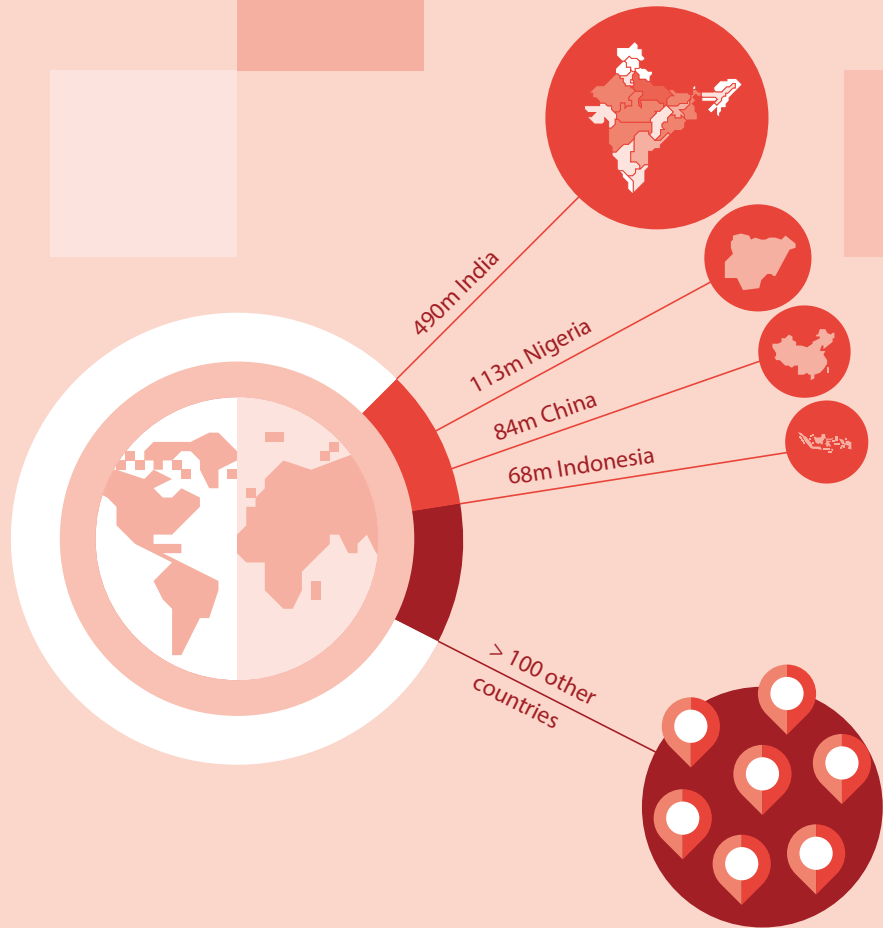 490m India
113m Nigeria
84m China
68m Indonesia
> 100 other
countries